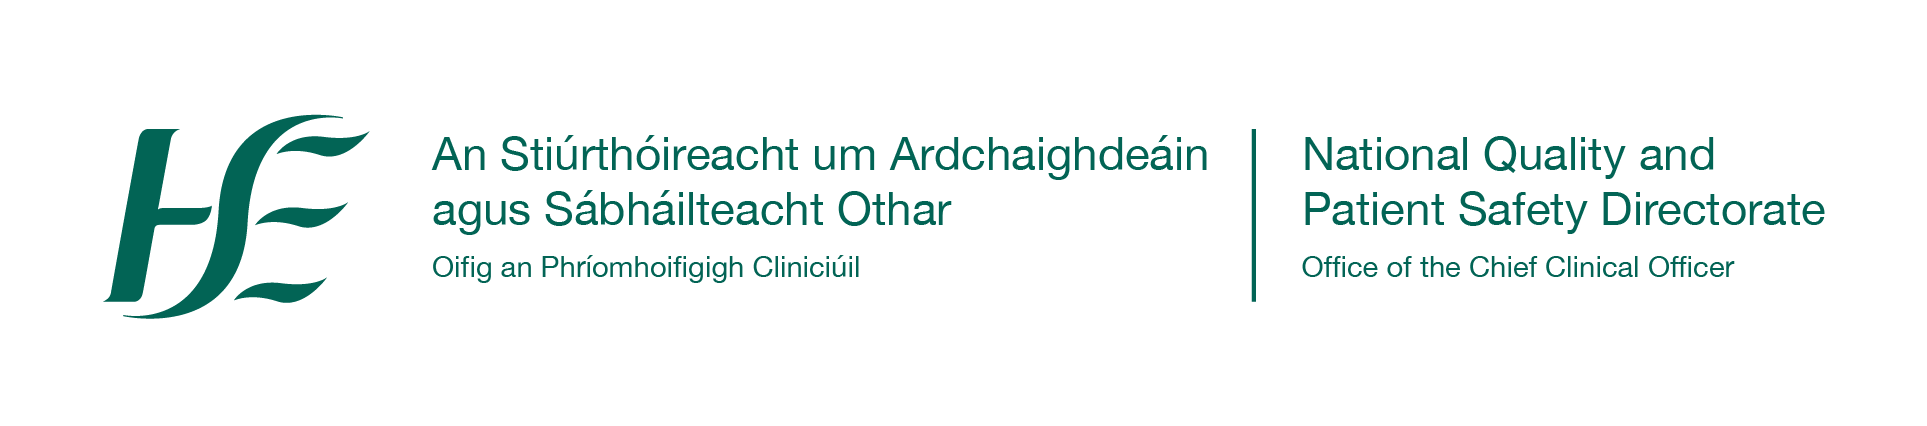 HSE
An Stiúrthóireacht um Ardchaighdeáin
agus Sábháilteacht Othar
Oifig an Phríomhoifigigh Cliniciúil
National Quality and
Patient Safety Directorate
Office of the Chief Clinical Officer